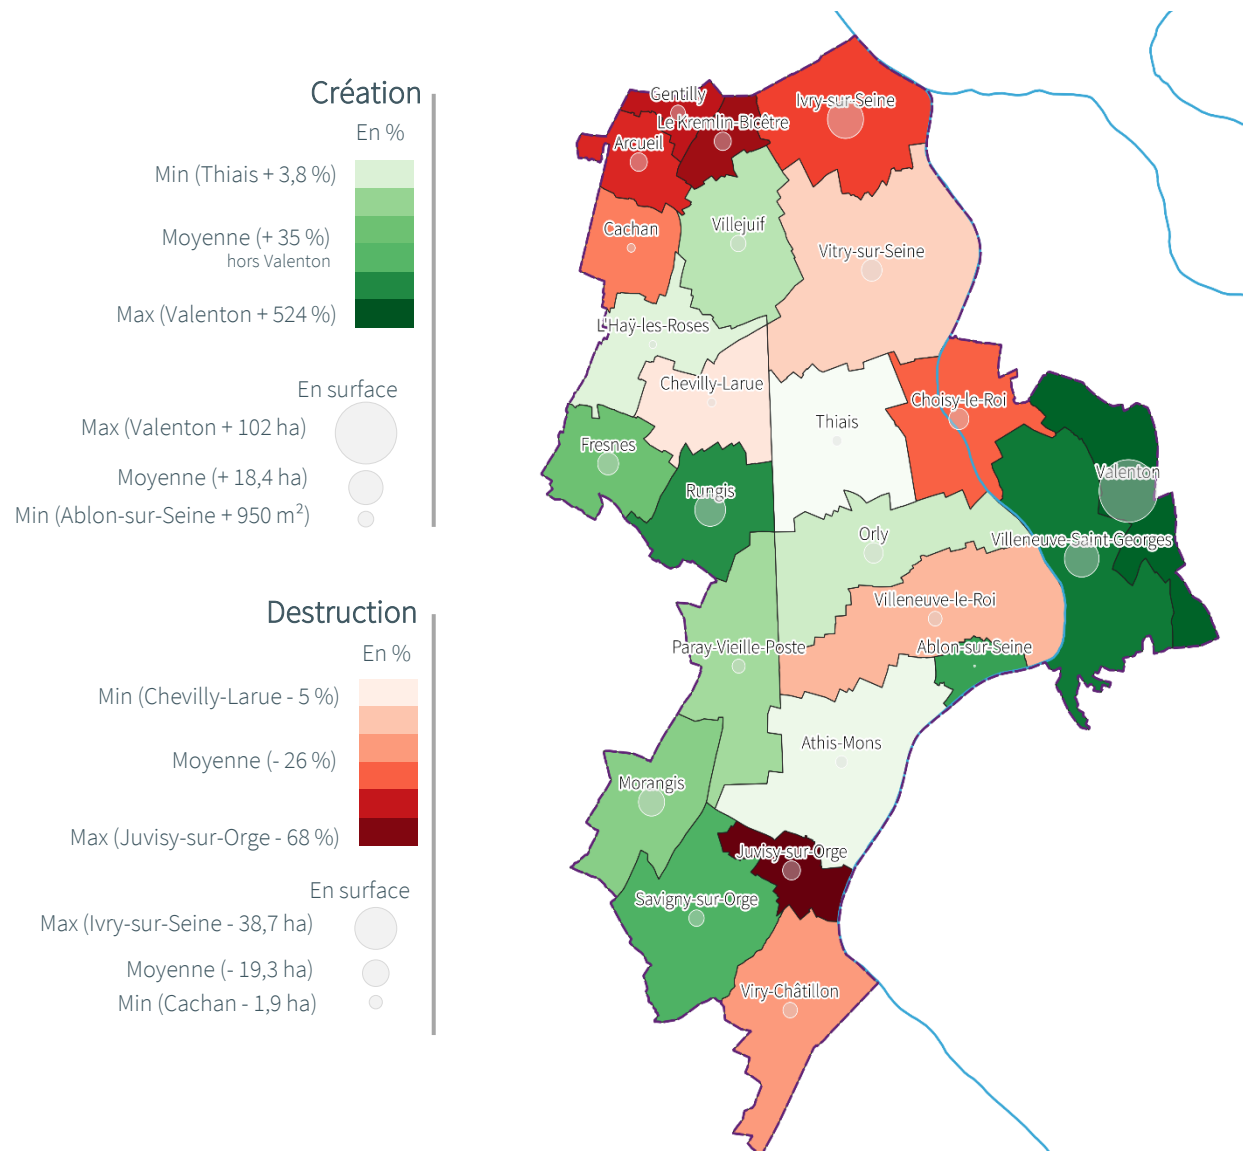 Création
En %
Min (Thiais + 3,8 %)
Moyenne (+ 35 %)
hors Valenton
Max (Valenton + 524 %)
En surface
Max (Valenton + 102 ha)
Moyenne (+ 18,4 ha)
Min (Ablon-sur-Seine + 950 m²)
Destruction
En %
Min (Chevilly-Larue - 5 %)
Moyenne (- 26 %)
Max (Juvisy-sur-Orge - 68 %)
En surface
Max (Ivry-sur-Seine - 38,7 ha)
Moyenne (- 19,3 ha)
Min (Cachan - 1,9 ha)
Gentilly
Ivry-sur-Seine
Le Kremlin-Bicêtre
Arcueil
Cachan
Villejuif
Vitry-sur-Seine
L'Haÿ-les-Roses
Chevilly-Larue
Choisy-le-Roi
Thiais
Fresnes
Valenton
Rungis
Orly
Villeneuve-Saint-Georges
Villeneuve-le-Roi
Paray-Vieille-Poste
Ablon-sur-Seine
Athis-Mons
Morangis
Juvisy-sur-Orge
Savigny-sur-Orge
Viry-Châtillon